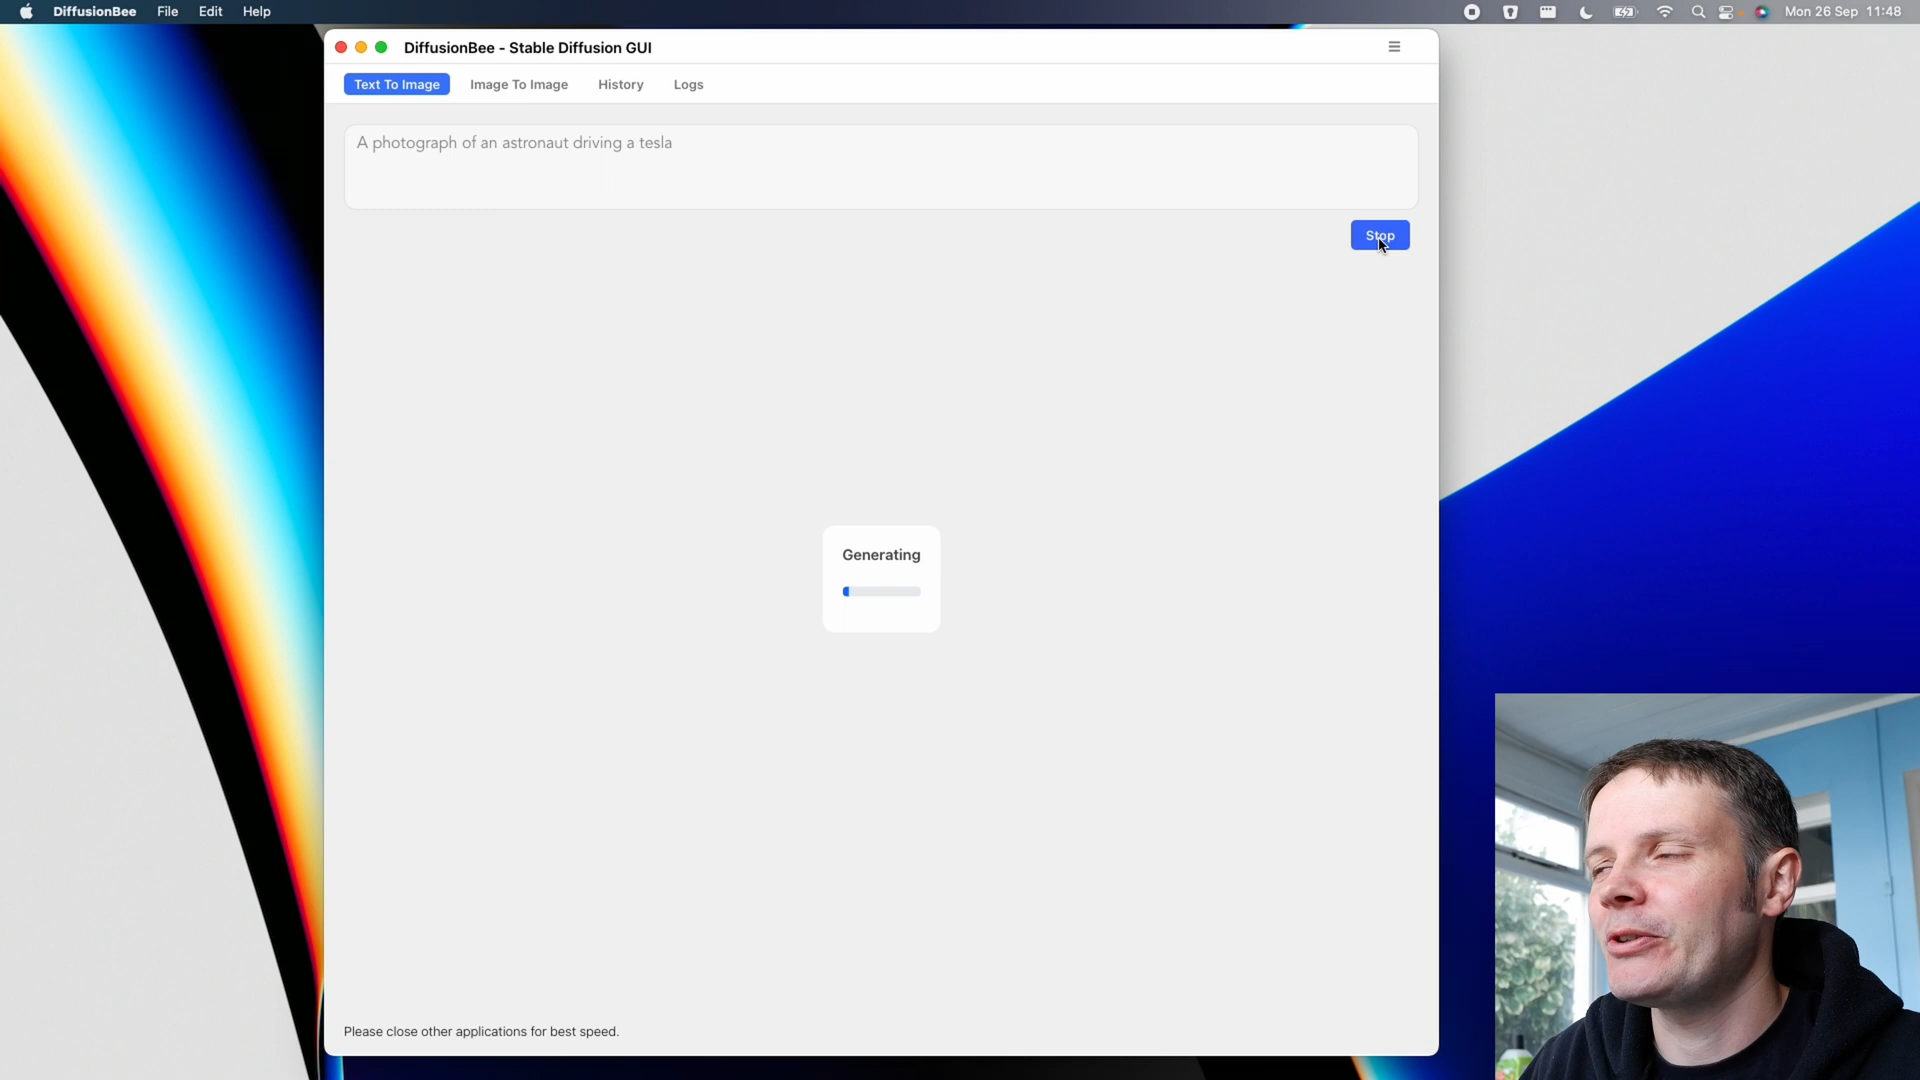 DiffusionBee File Edit Help Mon 26 Sep 11:48
DiffusionBee - Stable Diffusion GUI
Text To Image Image To Image History Logs
A photograph of an astronaut driving a tesla
Stop
Generating
Please close other applications for best speed.